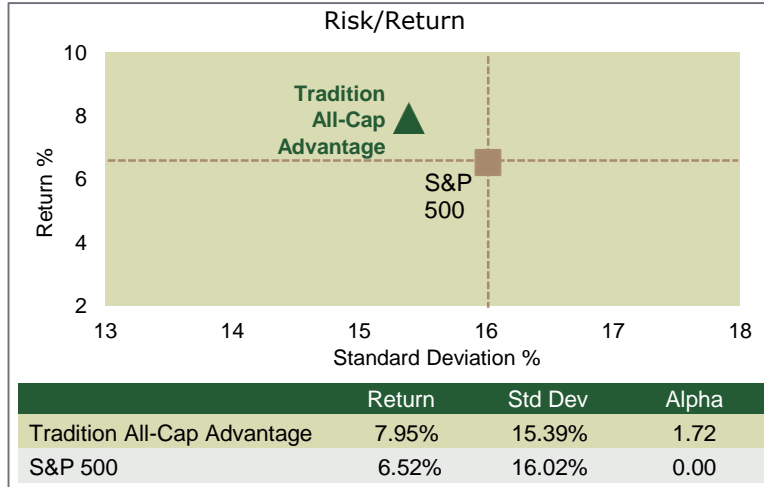 Risk/Return
Return %
10
8
6
4
2
Tradition
All-Cap
Advantage
S&P
500
13 14 15 16 17 18
Standard Deviation %
Return Std Dev Alpha
Tradition All-Cap Advantage 7.95% 15.39% 1.72
S&P 500 6.52% 16.02% 0.00